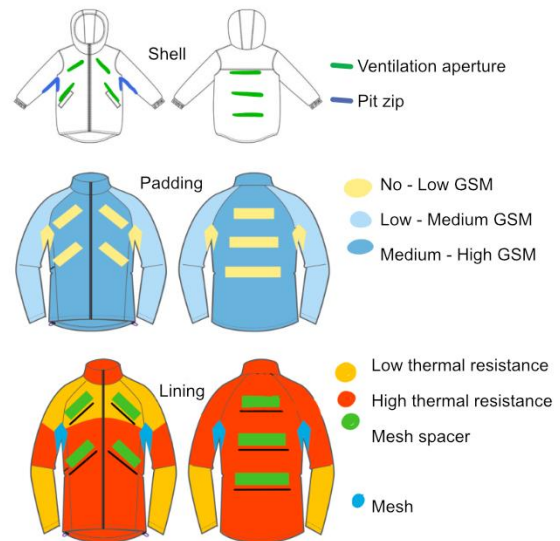 Shell
Ventilation aperture
Pit zip
Padding
No - Low GSM
Low - Medium GSM
Medium - High GSM
Lining
Low thermal resistance
High thermal resistance
Mesh spacer
Mesh